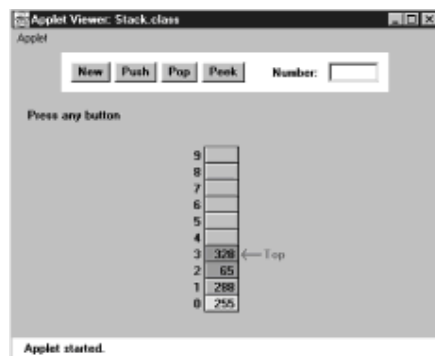 Applet Viewer: Stack.class
Applet
New Push Pop Peek Number:
Press any button
9
8
7
6
5
4
3 328 Top
2 65
1 288
0 255
Applet started.